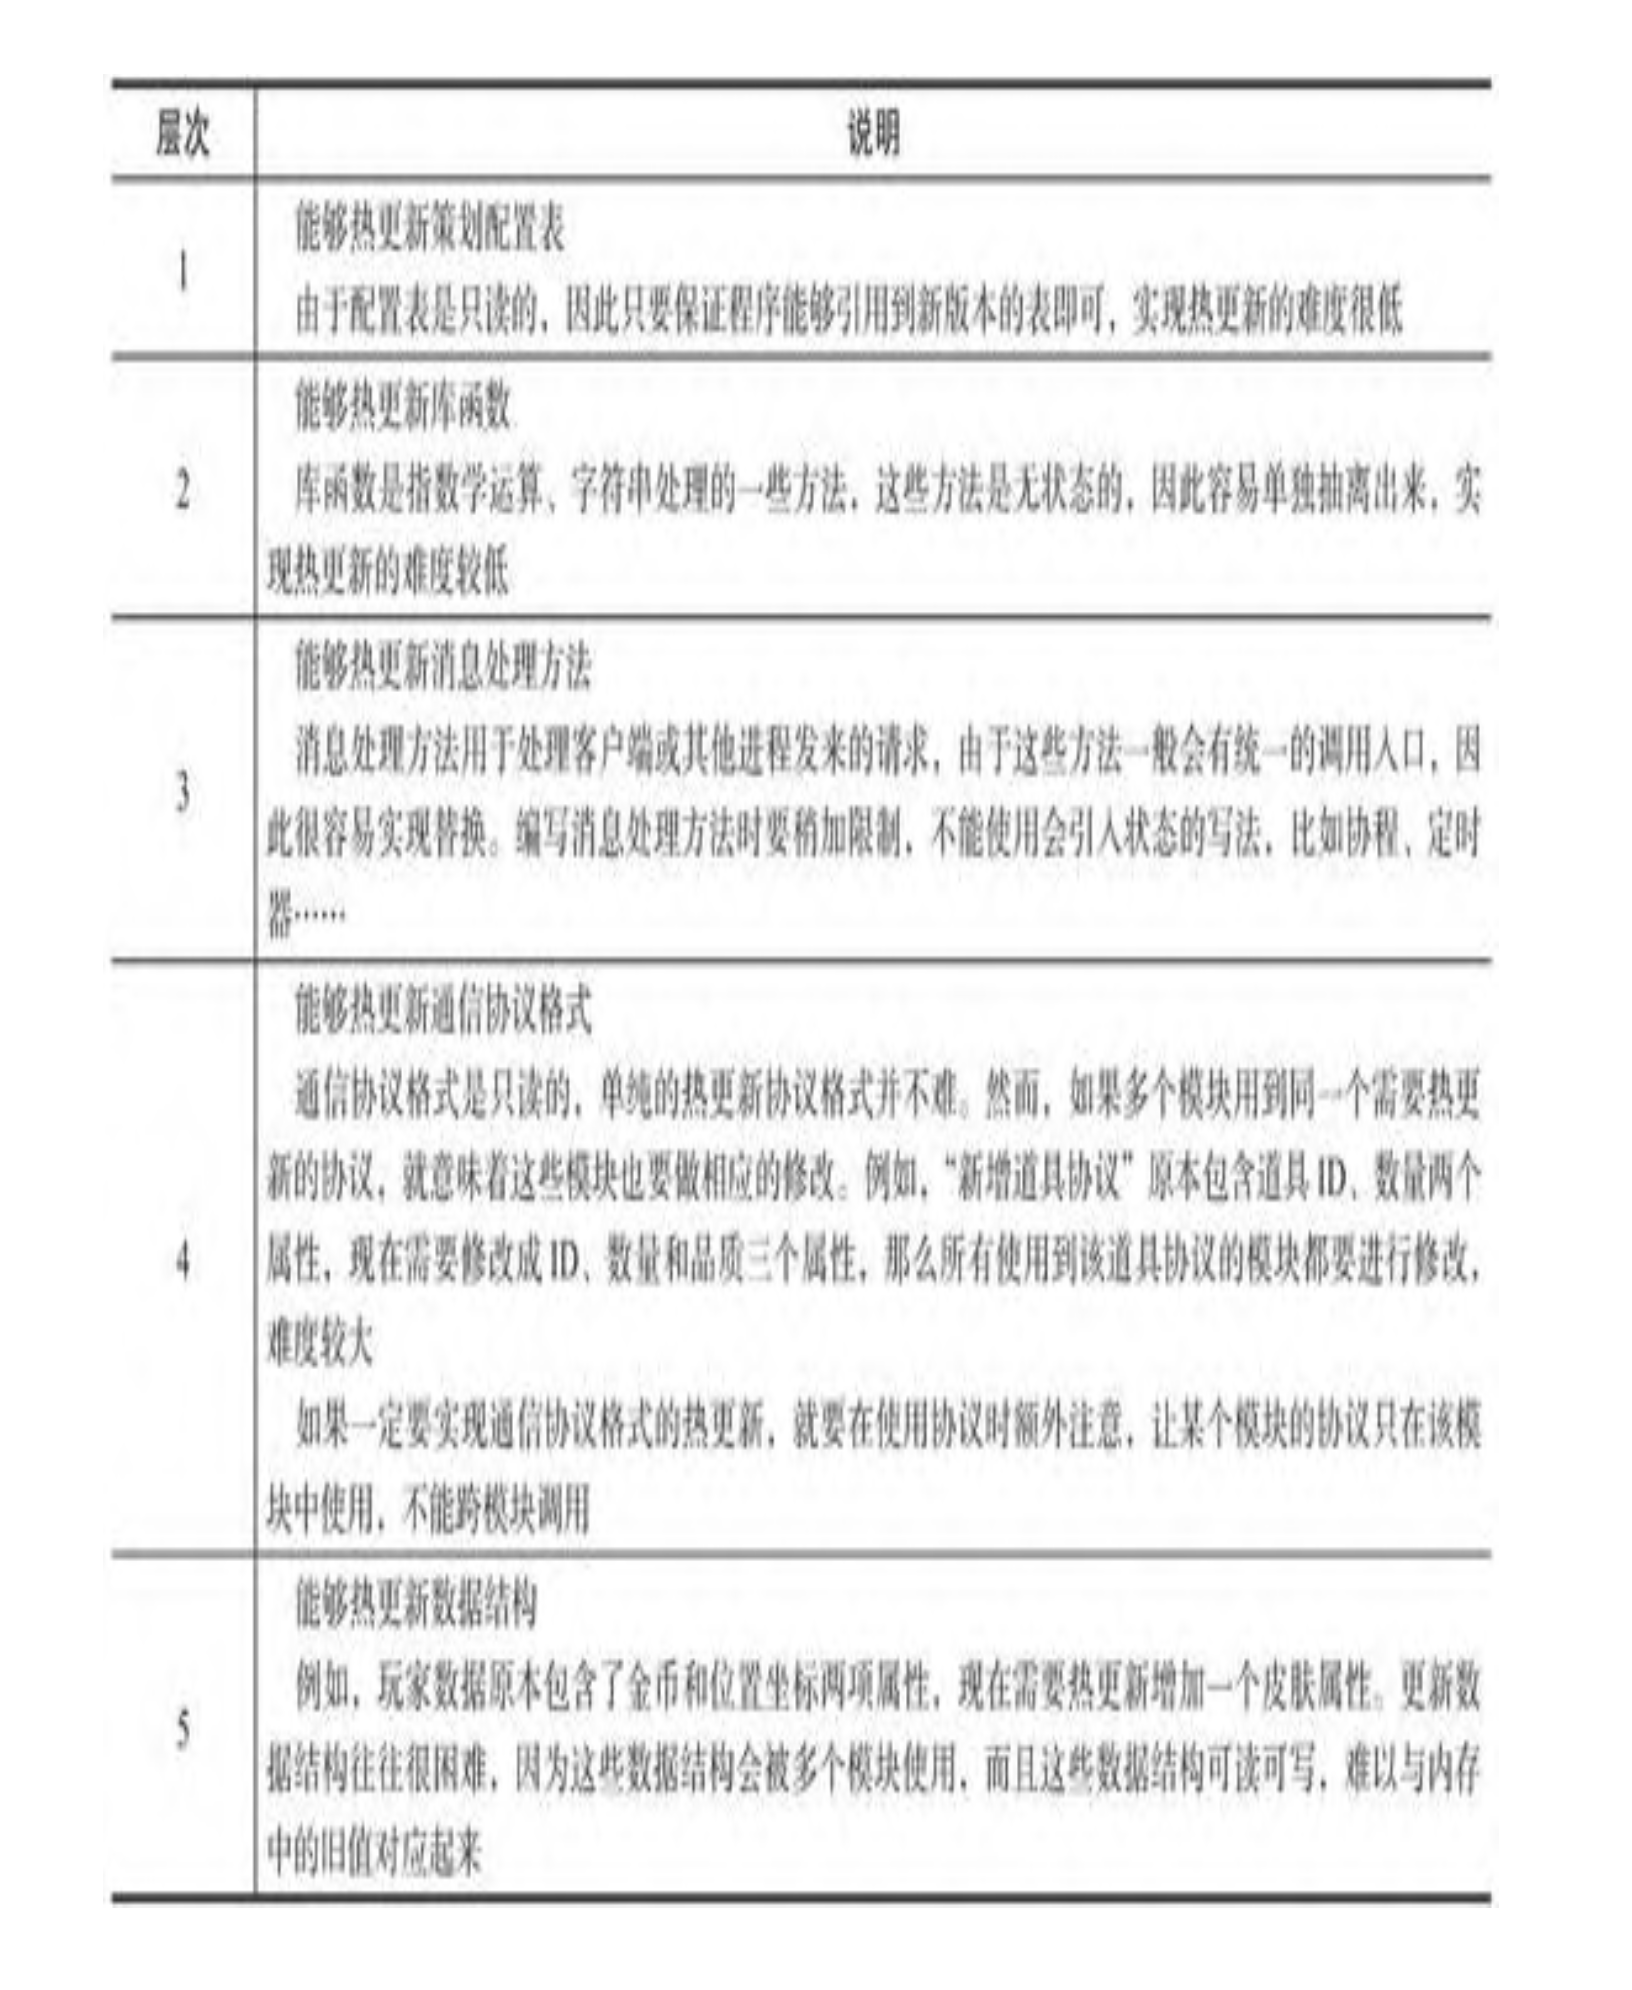 层次
说明
1
能够热更新策划配置表
由于配置表是只读的，因此只要保证程序能够引用到新版本的表即可，实现热更新的难度很低
2
能够热更新库函数
库函数是指数学运算、字符串处理的一些方法，这些方法是无状态的，因此容易单独抽离出来，实
现热更新的难度较低
3
能够热更新消息处理方法
消息处理方法用于处理客户端或其他进程发来的请求，由于这些方法一般会有统一的调用入口，因
此很容易实现替换。编写消息处理方法时要稍加限制，不能使用会引入状态的写法，比如协程、定时
器……
4
能够热更新通信协议格式
通信协议格式是只读的，单纯的热更新协议格式并不难。然而，如果多个模块用到同一个需要热更
新的协议，就意味着这些模块也要做相应的修改。例如，“新增道具协议”原本包含道具 ID、数量两个
属性，现在需要修改成 ID、数量和品质三个属性，那么所有使用到该道具协议的模块都要进行修改，
难度较大
如果一定要实现通信协议格式的热更新，就要在使用协议时额外注意，让某个模块的协议只在该模
块中使用，不能跨模块调用
5
能够热更新数据结构
例如，玩家数据原本包含了金币和位置坐标两项属性，现在需要热更新增加一个皮肤属性。更新数
据结构往往很困难，因为这些数据结构会被多个模块使用，而且这些数据结构可读可写，难以与内存
中的旧值对应起来